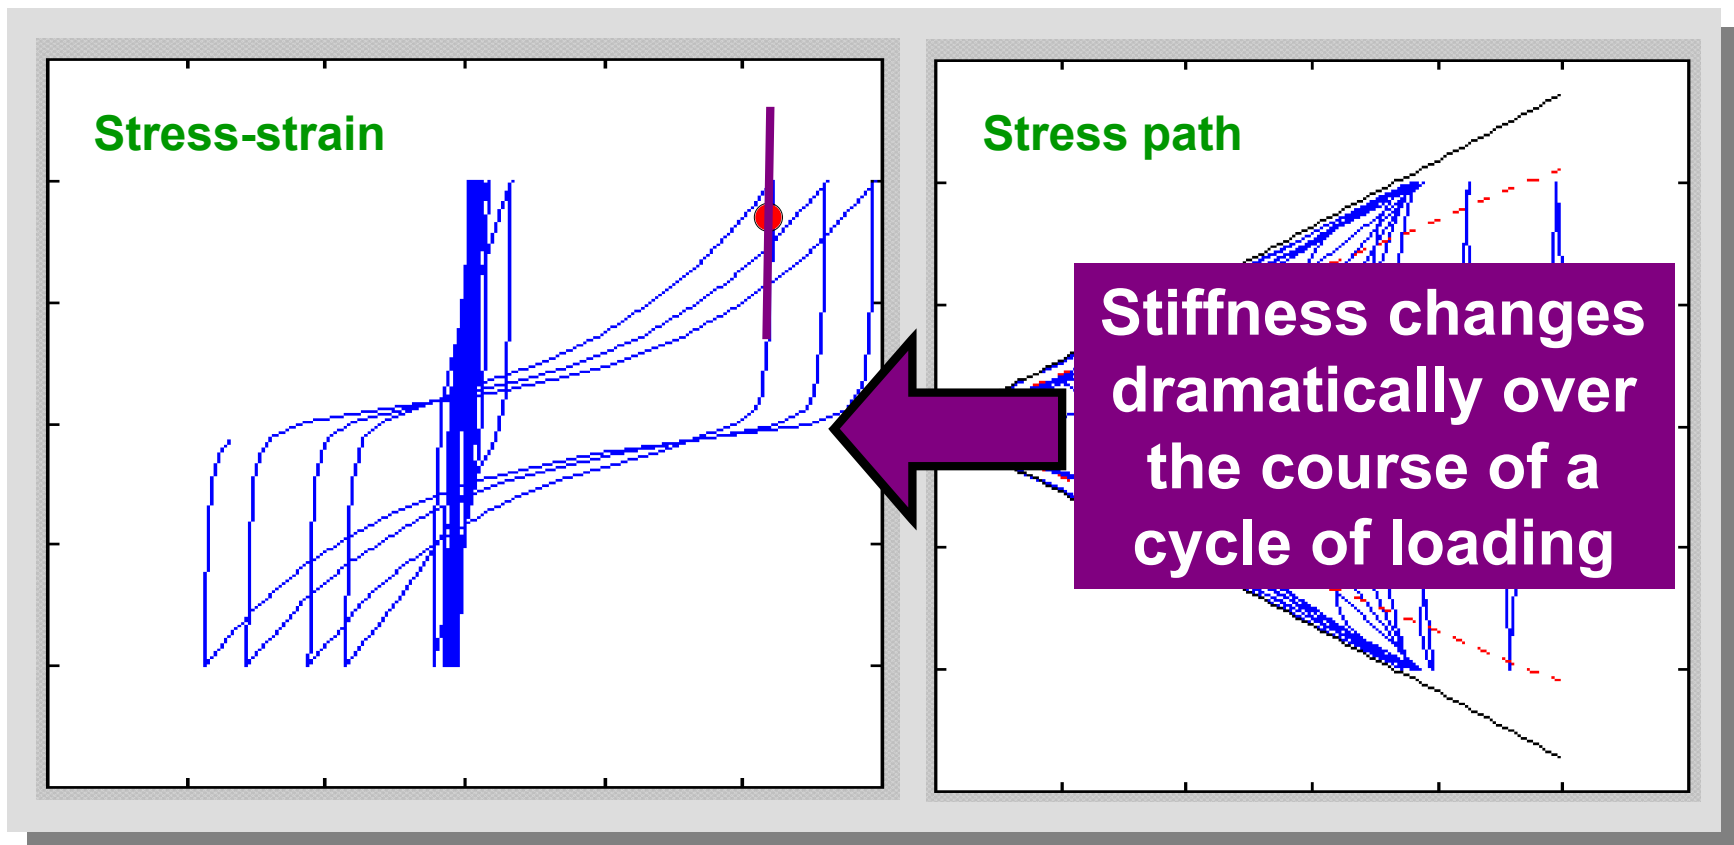 Stress-strain
Stress path
Stiffness changes
dramatically over
the course of a
cycle of loading